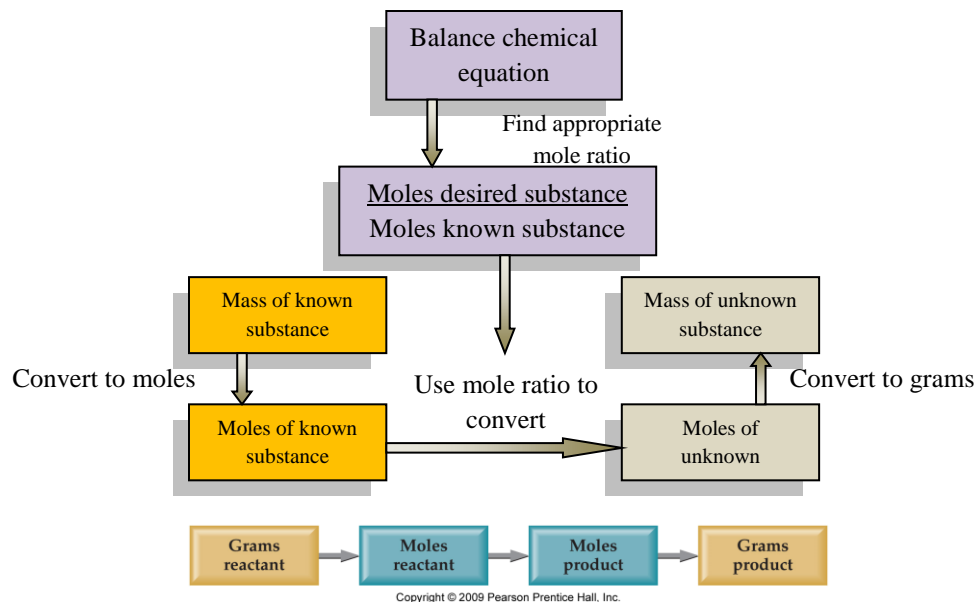 Balance chemical
equation
Find appropriate
mole ratio
Moles desired substance
Moles known substance
Mass of known
substance
Mass of unknown
substance
Convert to moles
Use mole ratio to
convert
Convert to grams
Moles of known
substance
Moles of
unknown
Grams
reactant
Moles
reactant
Moles
product
Grams
product
Copyright © 2009 Pearson Prentice Hall, Inc.